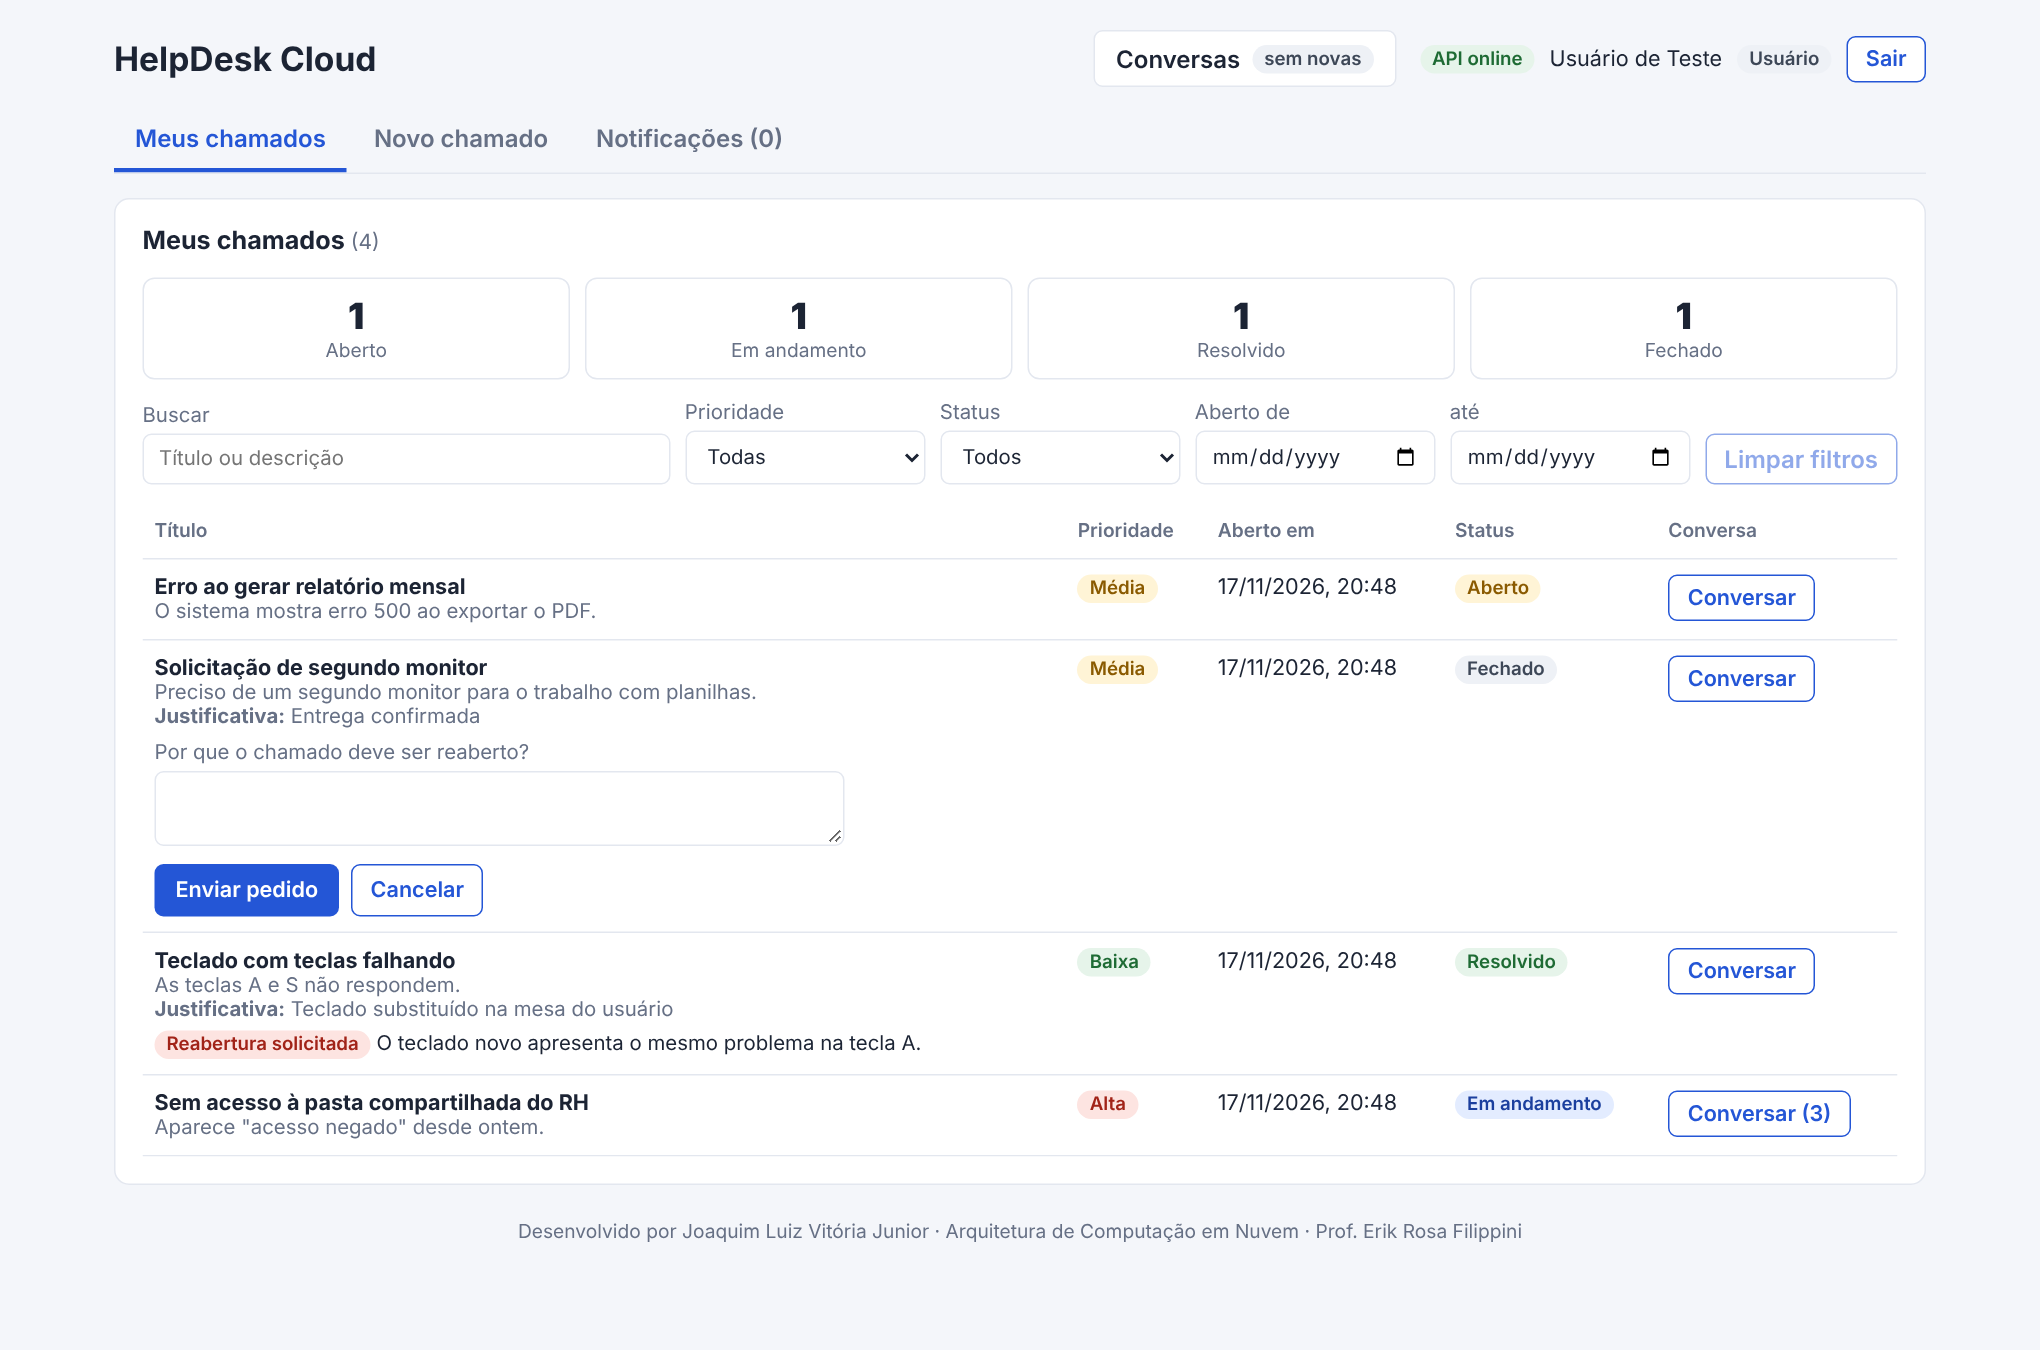 HelpDesk Cloud
Conversas sem novas API online Usuário de Teste Usuário Sair
Meus chamados Novo chamado Notificações (0)
Meus chamados (4)
1 1 1 1
Aberto Em andamento Resolvido Fechado
Buscar Prioridade Status Aberto de até
Título ou descrição Todas Todos mm/dd/yyyy mm/dd/yyyy Limpar filtros
Título Prioridade Aberto em Status Conversa
Erro ao gerar relatório mensal Média 17/11/2026, 20:48 Aberto Conversar
O sistema mostra erro 500 ao exportar o PDF.
Solicitação de segundo monitor Média 17/11/2026, 20:48 Fechado Conversar
Preciso de um segundo monitor para o trabalho com planilhas.
Justificativa: Entrega confirmada
Por que o chamado deve ser reaberto?
Enviar pedido Cancelar
Teclado com teclas falhando Baixa 17/11/2026, 20:48 Resolvido Conversar
As teclas A e S não respondem.
Justificativa: Teclado substituído na mesa do usuário
Reabertura solicitada O teclado novo apresenta o mesmo problema na tecla A.
Sem acesso à pasta compartilhada do RH Alta 17/11/2026, 20:48 Em andamento Conversar (3)
Aparece "acesso negado" desde ontem.
Desenvolvido por Joaquim Luiz Vitória Junior · Arquitetura de Computação em Nuvem · Prof. Erik Rosa Filippini